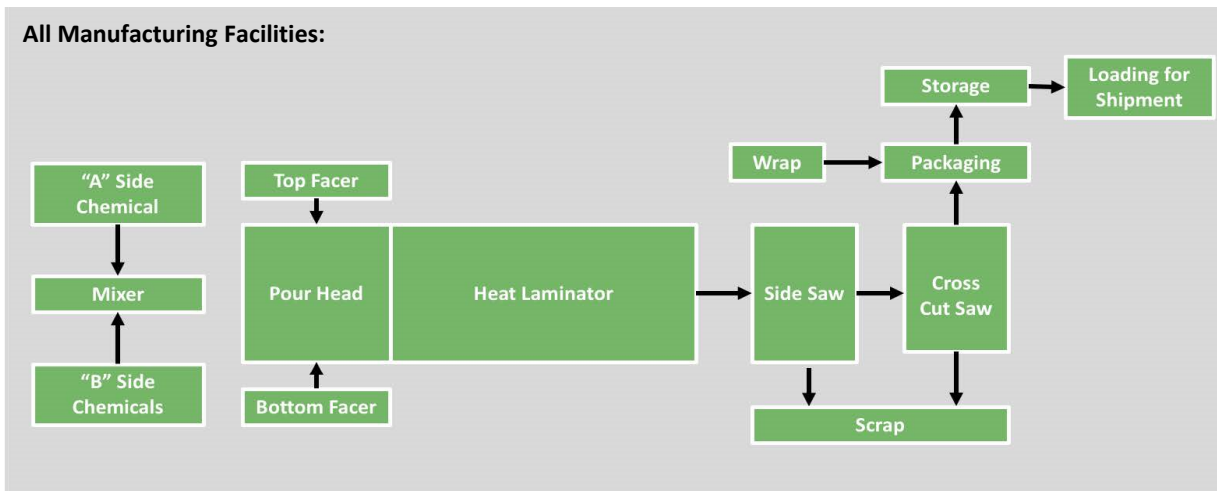 All Manufacturing Facilities:
Storage
Loading for
Shipment
Wrap
Packaging
“A” Side
Chemical
Top Facer
Mixer
Pour Head
Heat Laminator
Side Saw
Cross
Cut Saw
“B” Side
Chemicals
Bottom Facer
Scrap